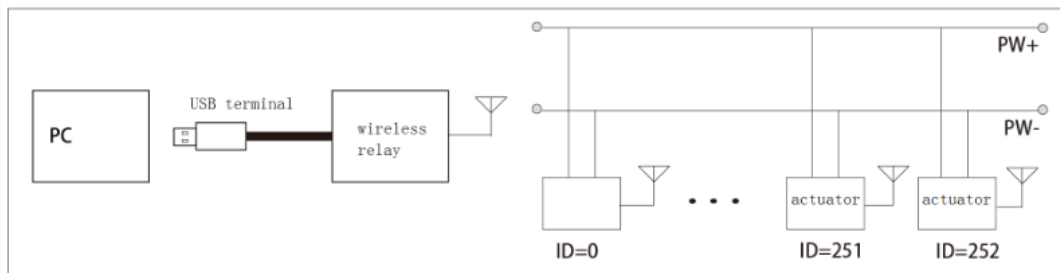 PW+
USB terminal
PC
wireless
relay
PW-
actuator
actuator
ID=0
ID=251
ID=252